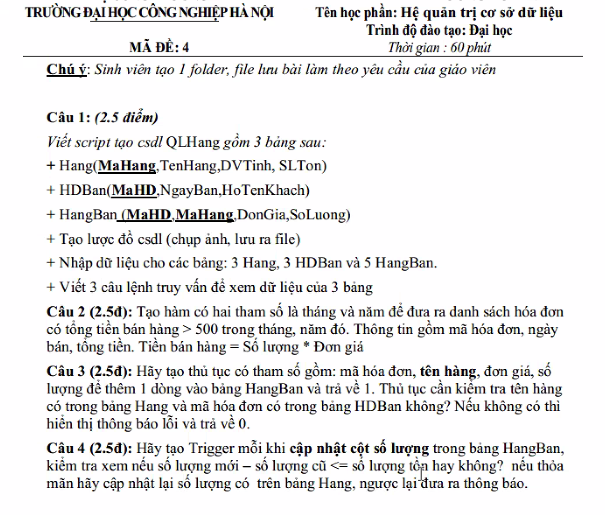 TRƯỜNG ĐẠI HỌC CÔNG NGHIỆP HÀ NỘI
Tên học phần: Hệ quản trị cơ sở dữ liệu
Trình độ đào tạo: Đại học
MÃ ĐỀ: 4
Thời gian : 60 phút
Chú ý: Sinh viên tạo 1 folder, file lưu bài làm theo yêu cầu của giáo viên
Câu 1: (2.5 điểm)
Viết script tạo csdl QLHang gồm 3 bảng sau:
+ Hang(MaHang,TenHang,DVTinh, SLTon)
+ HDBan(MaHD,NgayBan,HoTenKhach)
+ HangBan (MaHD,MaHang,DonGia,SoLuong)
+ Tạo lược đồ csdl (chụp ảnh, lưu ra file)
+ Nhập dữ liệu cho các bảng: 3 Hang, 3 HDBan và 5 HangBan.
+ Viết 3 câu lệnh truy vấn để xem dữ liệu của 3 bảng
Câu 2 (2.5đ): Tạo hàm có hai tham số là tháng và năm để đưa ra danh sách hóa đơn
có tổng tiền bán hàng > 500 trong tháng, năm đó. Thông tin gồm mã hóa đơn, ngày
bán, tổng tiền. Tiền bán hàng = Số lượng * Đơn giá
Câu 3 (2.5đ): Hãy tạo thủ tục có tham số gồm: mã hóa đơn, tên hàng, đơn giá, số
lượng để thêm 1 dòng vào bảng HangBan và trả về 1. Thủ tục cần kiểm tra tên hàng
có trong bảng Hang và mã hóa đơn có trong bảng HDBan không? Nếu không có thì
hiển thị thông báo lỗi và trả về 0.
Câu 4 (2.5đ): Hãy tạo Trigger mỗi khi cập nhật cột số lượng trong bảng HangBan,
kiểm tra xem nếu số lượng mới – số lượng cũ <= số lượng tồn hay không? nếu thỏa
mãn hãy cập nhật lại số lượng có trên bảng Hang, ngược lại đưa ra thông báo.